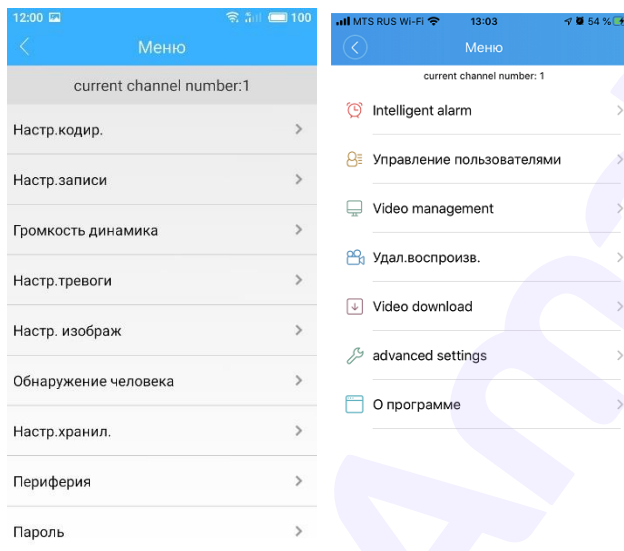 12:00
100
Меню
current channel number:1
Настр.кодир.
Настр.записи
Громкость динамика
Настр.тревоги
Настр. изображ
Обнаружение человека
Настр.хранил.
Периферия
Пароль
MTS RUS Wi-Fi
13:03
54 %
Меню
current channel number: 1
Intelligent alarm
Управление пользователями
Video management
Удал.воспроизв.
Video download
advanced settings
О программе